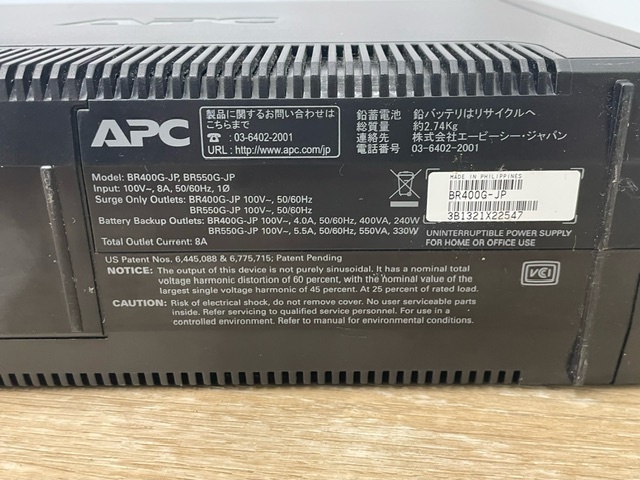 APC
APC
製品に関するお問い合わせは
こちらまで
☎ : 03-6402-2001
URL : http://www.apc.com/jp
鉛蓄電池 鉛バッテリはリサイクルへ
総質量 約2.74Kg
連絡先 株式会社エーピーシー・ジャパン
03-6402-2001
Model: BR400G-JP, BR550G-JP
Input: 100V~, 8A, 50/60Hz, 1Ø
Surge Only Outlets: BR400G-JP 100V~, 50/60Hz
BR550G-JP 100V~, 50/60Hz
Battery Backup Outlets: BR400G-JP 100V~, 4.0A, 50/60Hz, 400VA, 240W
BR550G-JP 100V~, 5.5A, 50/60Hz, 550VA, 330W
Total Outlet Current: 8A
MADE IN PHILIPPINES
BR400G-JP
3B1321X22547
UNINTERRUPTIBLE POWER SUPPLY
FOR HOME OR OFFICE USE
US Patent Nos. 6,445,088 & 6,775,715; Patent Pending
NOTICE: The output of this device is not purely sinusoidal. It has a nominal total
voltage harmonic distortion of 60 percent, with the nominal value of the
largest single voltage harmonic of 45 percent. At 25 percent of rated load.
CAUTION: Risk of electrical shock, do not remove cover. No user serviceable parts
inside. Refer servicing to qualified service personnel. For use in a
controlled environment. Refer to manual for environmental conditions.
VCI